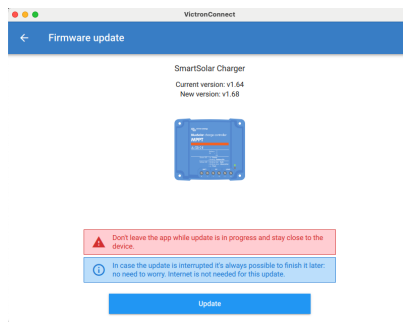 VictronConnect
Firmware update
SmartSolar Charger
Current version: v1.64
New version: v1.68
MPPT
Don't leave the app while update is in progress and stay close to the
device.
In case the update is interrupted it's always possible to finish it later:
no need to worry. Internet is not needed for this update.
Update